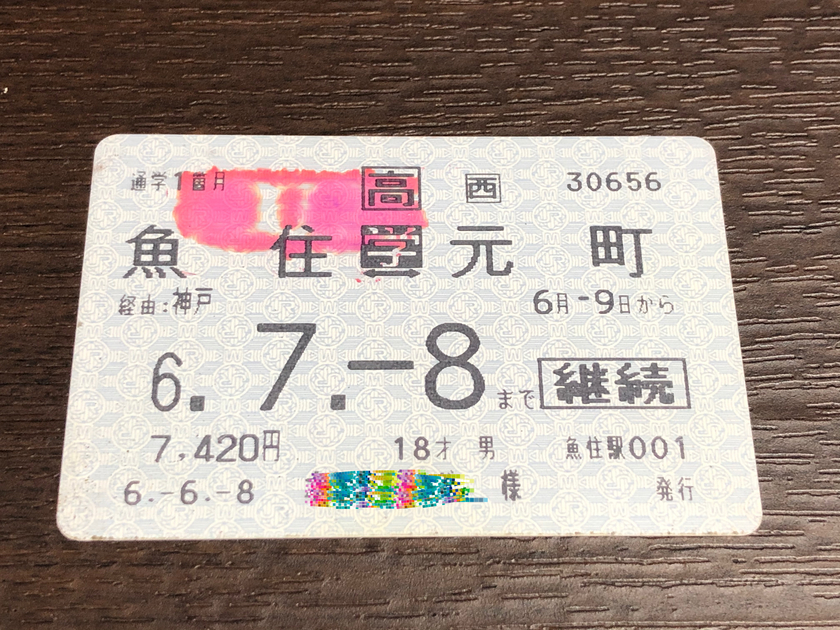 通学1箇月 高 西 30656
魚住 学 元町
経由:神戸 6月-9日から
6.7.-8まで 継続
7,420円 18才 男 魚住駅001
6.-6.-8 様 発行